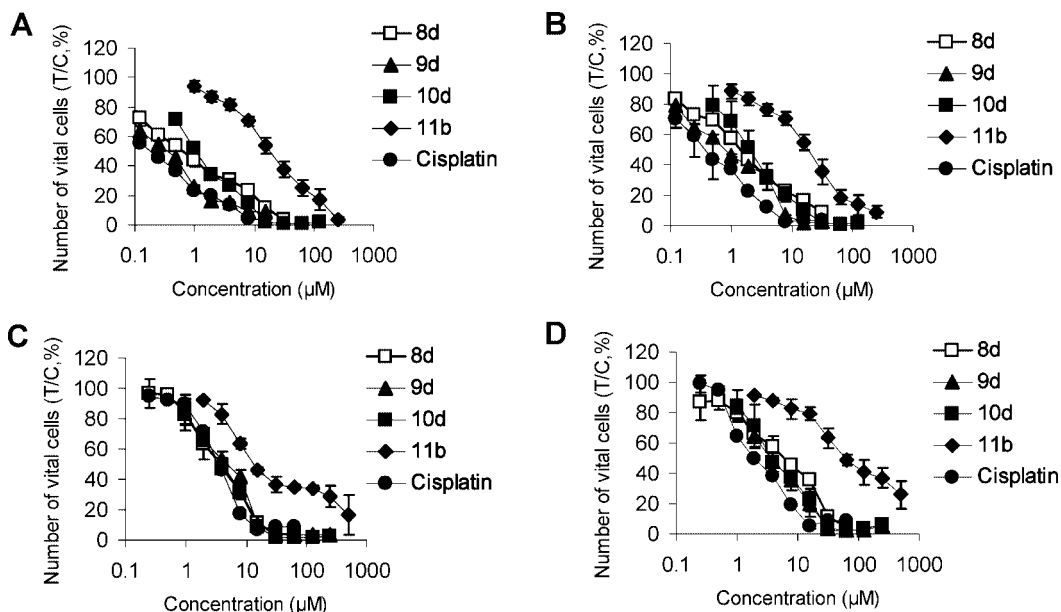 A
Number of vital cells (T/C,%)
120
100
80
60
40
20
0
0.1 1 10 100 1000
Concentration (µM)
8d
9d
10d
11b
Cisplatin
B
Number of vital cells (T/C,%)
120
100
80
60
40
20
0
0.1 1 10 100 1000
Concentration (µM)
8d
9d
10d
11b
Cisplatin
C
Number of vital cells (T/C,%)
120
100
80
60
40
20
0
0.1 1 10 100 1000
Concentration (µM)
8d
9d
10d
11b
Cisplatin
D
Number of vital cells (T/C,%)
120
100
80
60
40
20
0
0.1 1 10 100 1000
Concentration (µM)
8d
9d
10d
11b
Cisplatin